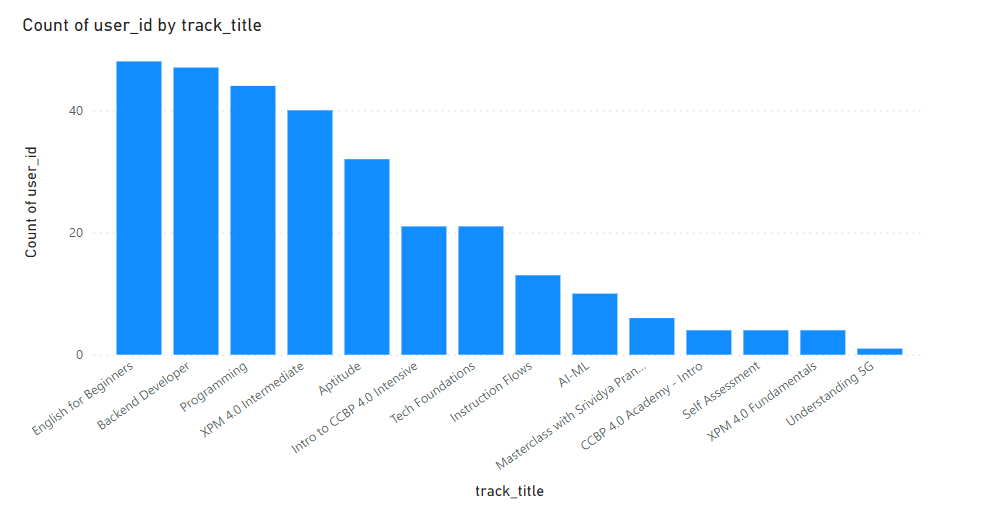 Count of user_id by track_title
Count of user_id
40
20
0
English for Beginners
Backend Developer
Programming
XPM 4.0 Intermediate
Aptitude
Intro to CCBP 4.0 Intensive
Tech Foundations
Instruction Flows
AI-ML
Masterclass with Srividya Pran...
CCBP 4.0 Academy - Intro
Self Assessment
XPM 4.0 Fundamentals
Understanding 5G
track_title